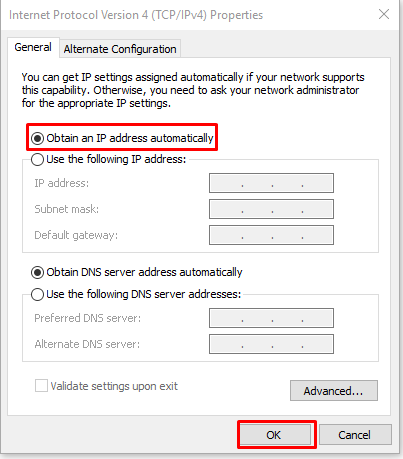 Internet Protocol Version 4 (TCP/IPv4) Properties
General
Alternate Configuration
You can get IP settings assigned automatically if your network supports
this capability. Otherwise, you need to ask your network administrator
for the appropriate IP settings.
Obtain an IP address automatically
Use the following IP address:
IP address:
Subnet mask:
Default gateway:
Obtain DNS server address automatically
Use the following DNS server addresses:
Preferred DNS server:
Alternate DNS server:
Validate settings upon exit
Advanced...
OK
Cancel